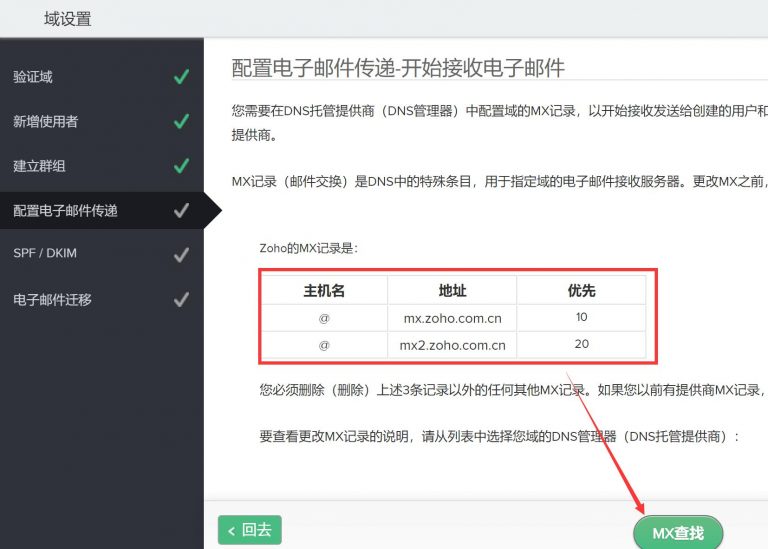 域设置
验证域
新增使用者
建立群组
配置电子邮件传递
SPF / DKIM
电子邮件迁移
配置电子邮件传递-开始接收电子邮件
您需要在DNS托管提供商（DNS管理器）中配置域的MX记录，以开始接收发送给创建的用户和
提供商。
MX记录（邮件交换）是DNS中的特殊条目，用于指定域的电子邮件接收服务器。更改MX之前，
Zoho的MX记录是：
主机名 地址 优先
@ mx.zoho.com.cn 10
@ mx2.zoho.com.cn 20
您必须删除（删除）上述3条记录以外的任何其他MX记录。如果您以前有提供商MX记录，
要查看更改MX记录的说明，请从列表中选择您域的DNS管理器（DNS托管提供商）：
< 回去
MX查找